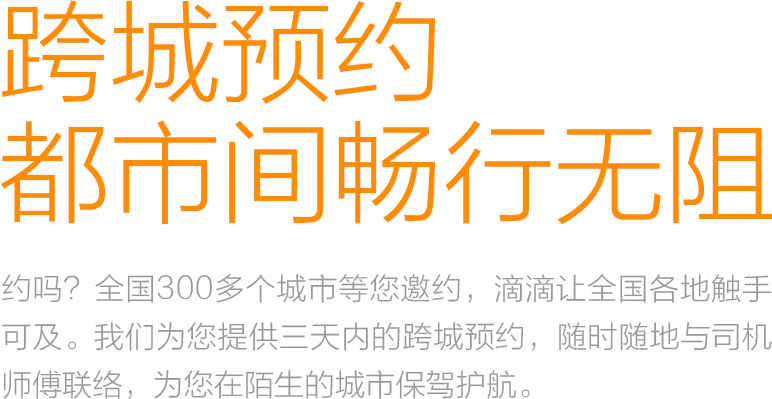 跨城预约
都市间畅行无阻
约吗？全国300多个城市等您邀约，滴滴让全国各地触手
可及。我们为您提供三天内的跨城预约，随时随地与司机
师傅联络，为您在陌生的城市保驾护航。